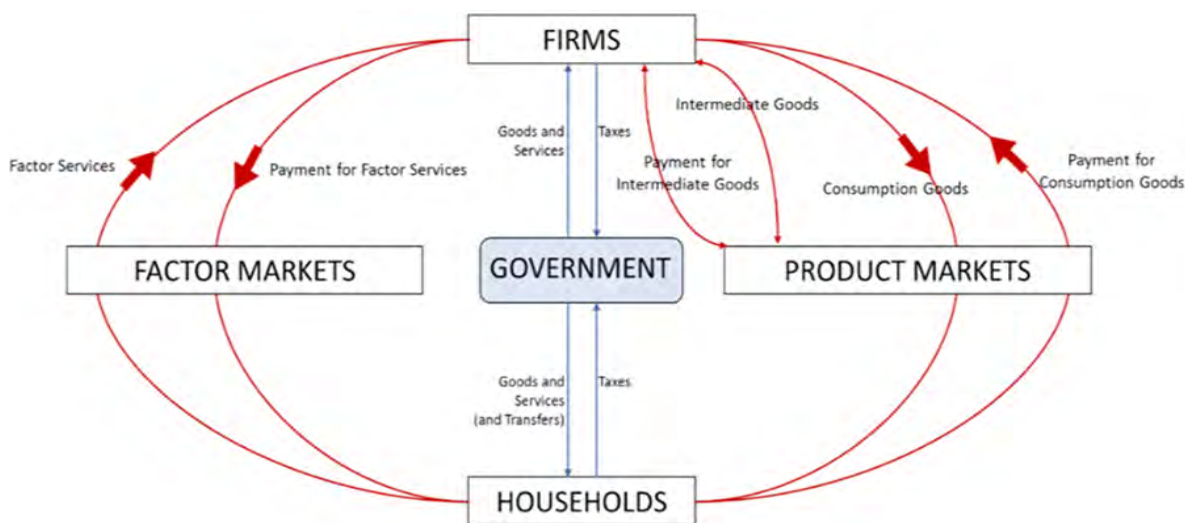 FIRMS
Intermediate Goods
Goods and
Services
Taxes
Factor Services
Payment for Factor Services
Payment for
Intermediate Goods
Consumption Goods
Payment for
Consumption Goods
FACTOR MARKETS
GOVERNMENT
PRODUCT MARKETS
Goods and
Services
(and Transfers)
Taxes
HOUSEHOLDS